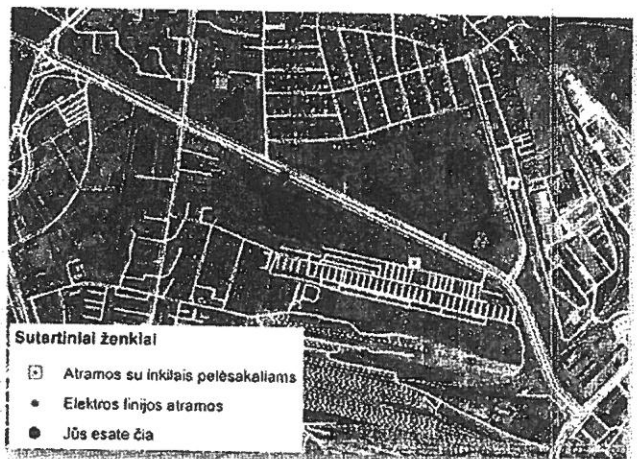 Sutartiniai ženklai
Atramos su inkilais pelėsakaliams
Elektros linijos atramos
Jūs esate čia